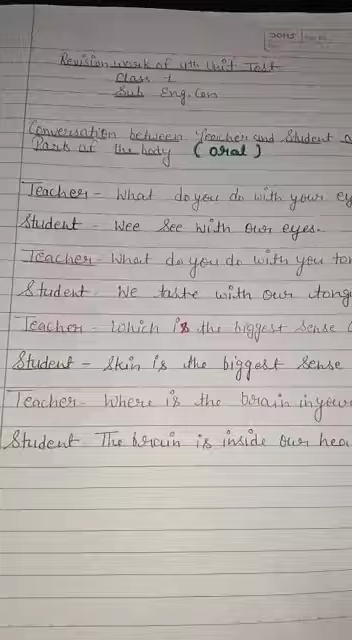 DOMS
Revision work of 4th Unit Test
Class 1
Sub Eng. Con
Conversation between Teacher and Student
Parts of the body (oral)
Teacher - What do you do with your
Student - Wee See with our eyes.
Teacher - What do you do with you
Student - We taste with our
Teacher - Which is the biggest sense
Student - Skin is the biggest sense
Teacher - Where is the brain in
Student The brain is inside our